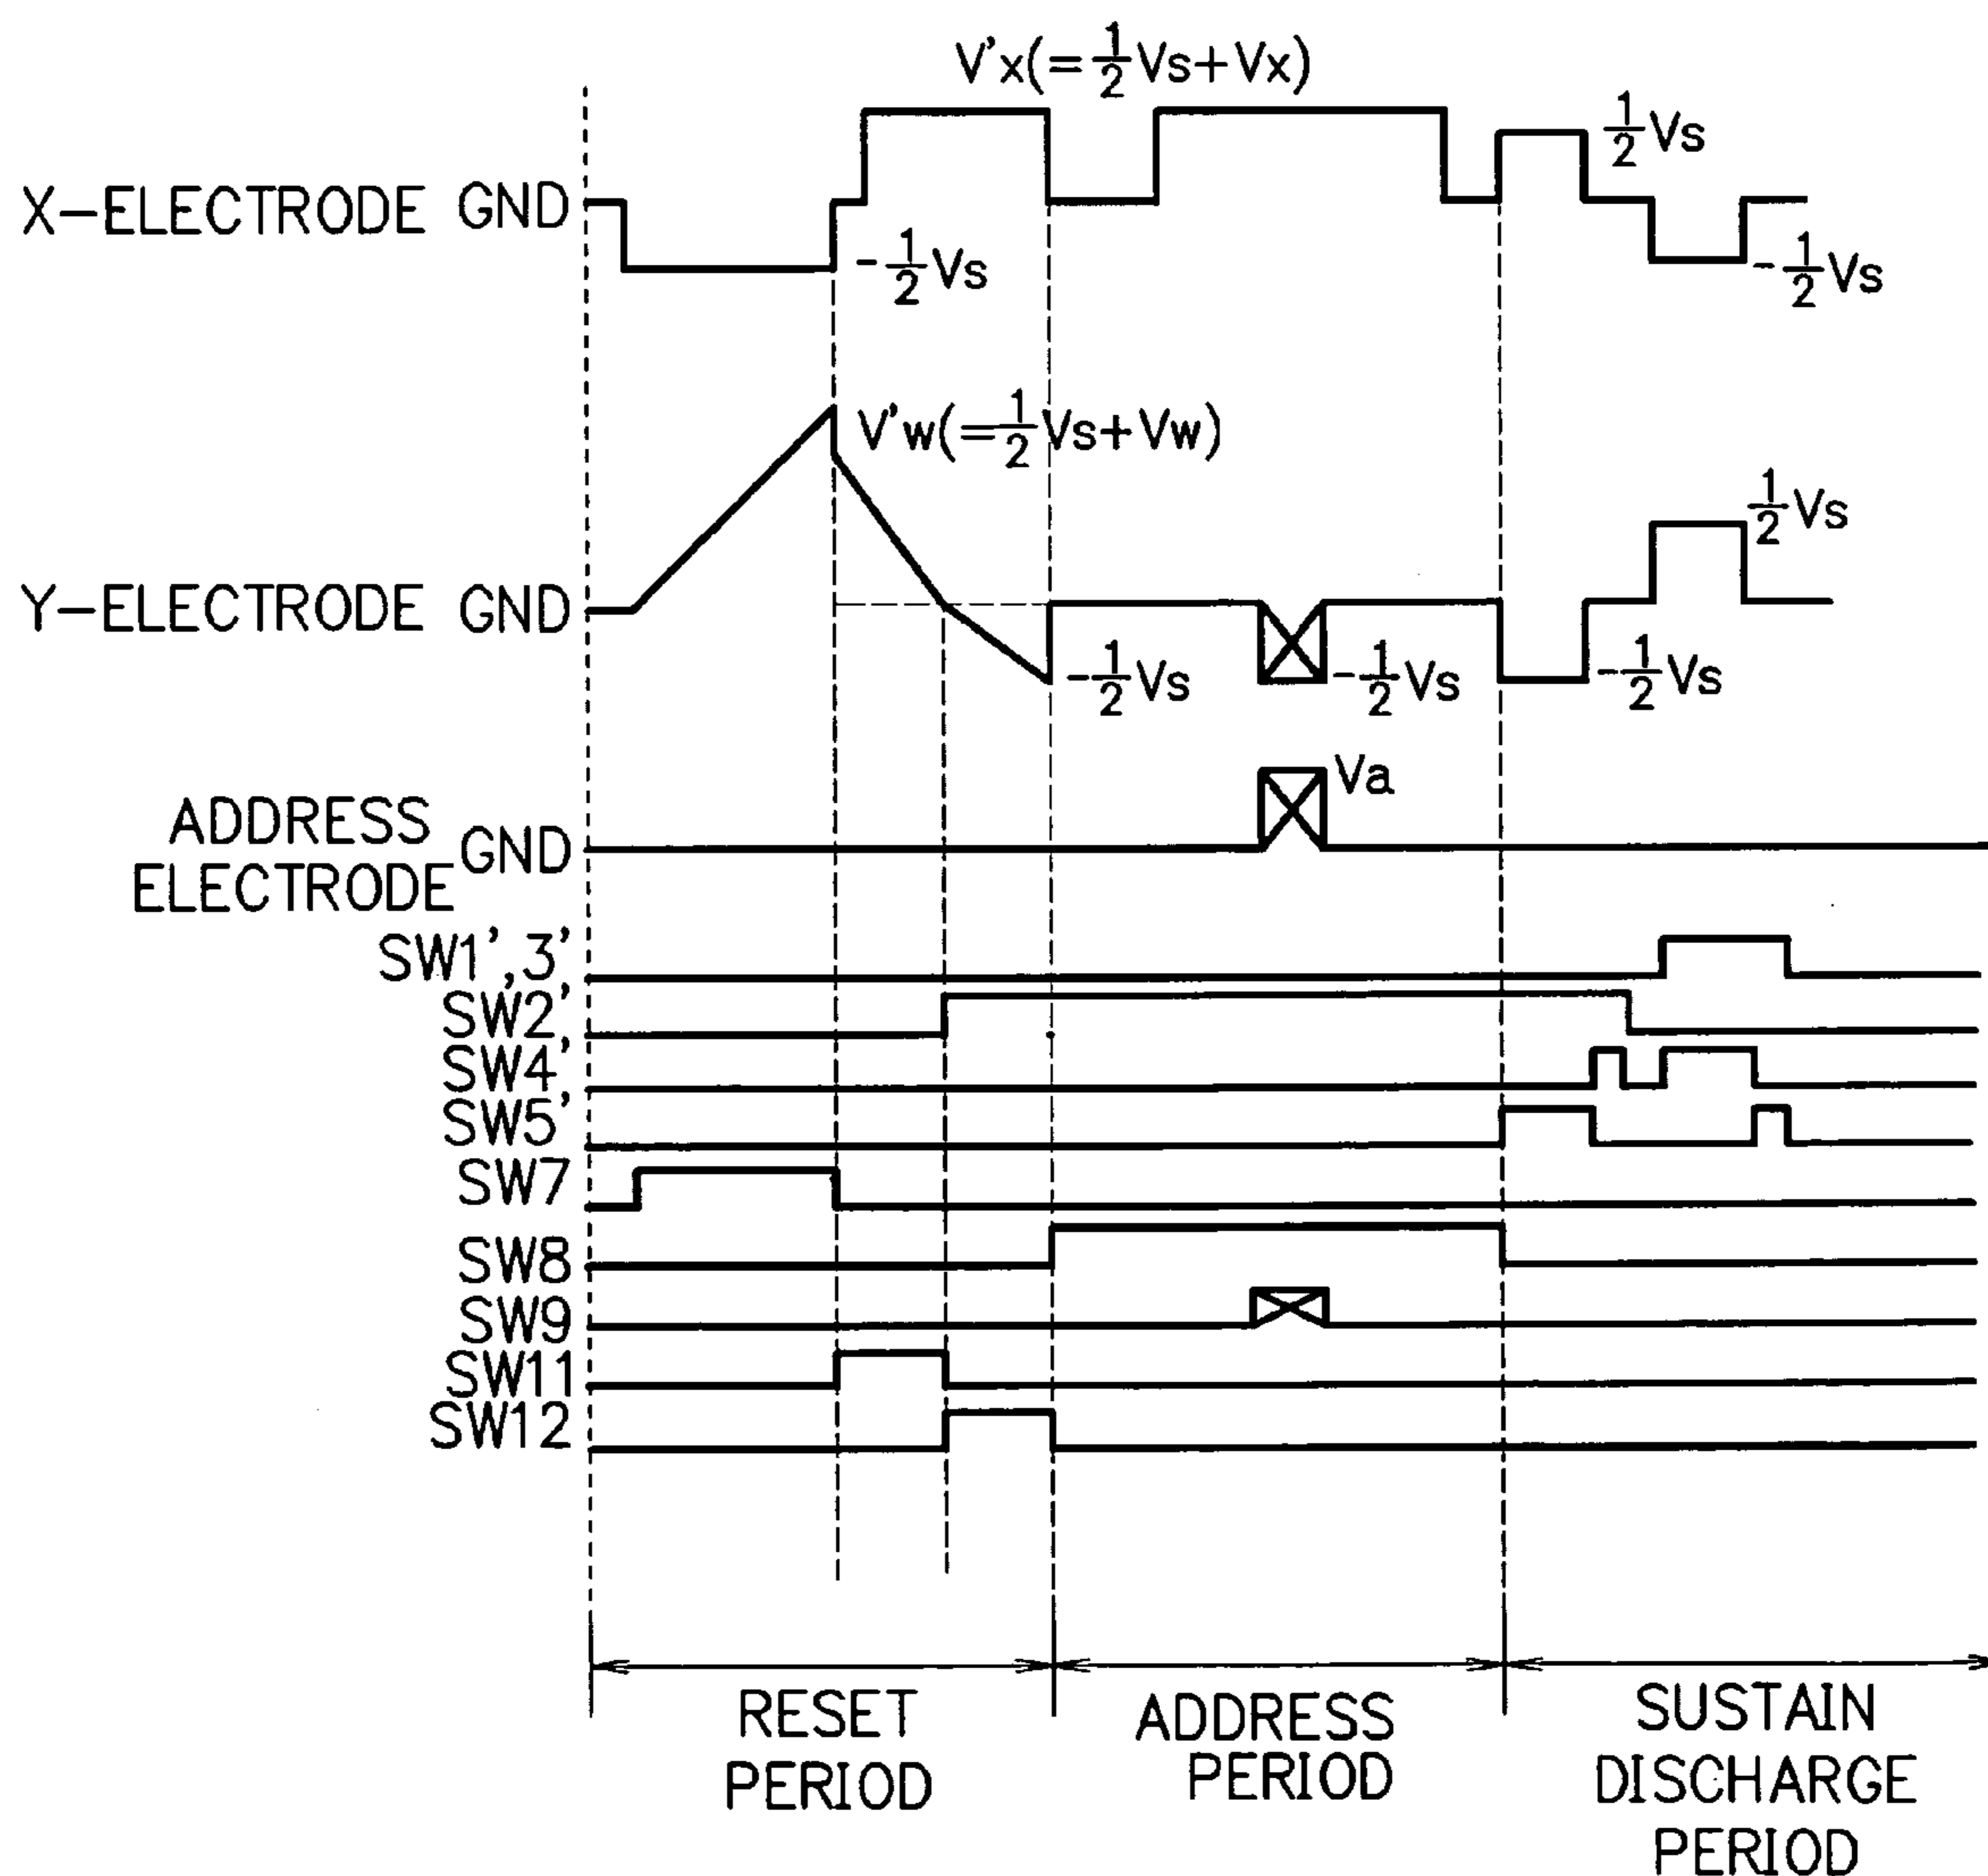 V'x(=1/2Vs+Vx)
1/2Vs
X-ELECTRODE GND
-1/2Vs
-1/2Vs
V'w(=1/2Vs+Vw)
1/2Vs
Y-ELECTRODE GND
-1/2Vs
-1/2Vs
-1/2Vs
Va
ADDRESS
ELECTRODE
GND
SW1',3'
SW2'
SW4'
SW5'
SW7
SW8
SW9
SW11
SW12
RESET
PERIOD
ADDRESS
PERIOD
SUSTAIN
DISCHARGE
PERIOD